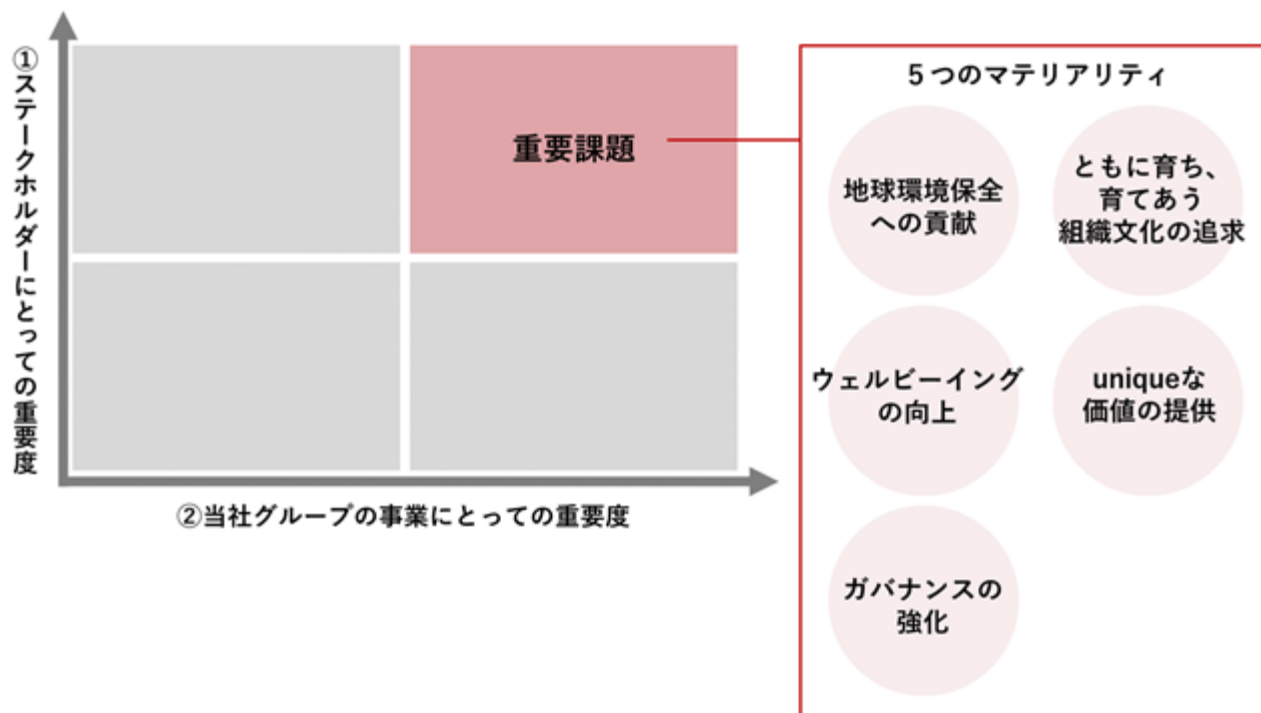 ①ステークホルダーにとっての重要度
重要課題
②当社グループの事業にとっての重要度
5つのマテリアリティ
地球環境保全
への貢献
ともに育ち、
育てあう
組織文化の追求
ウェルビーイング
の向上
uniqueな
価値の提供
ガバナンスの
強化